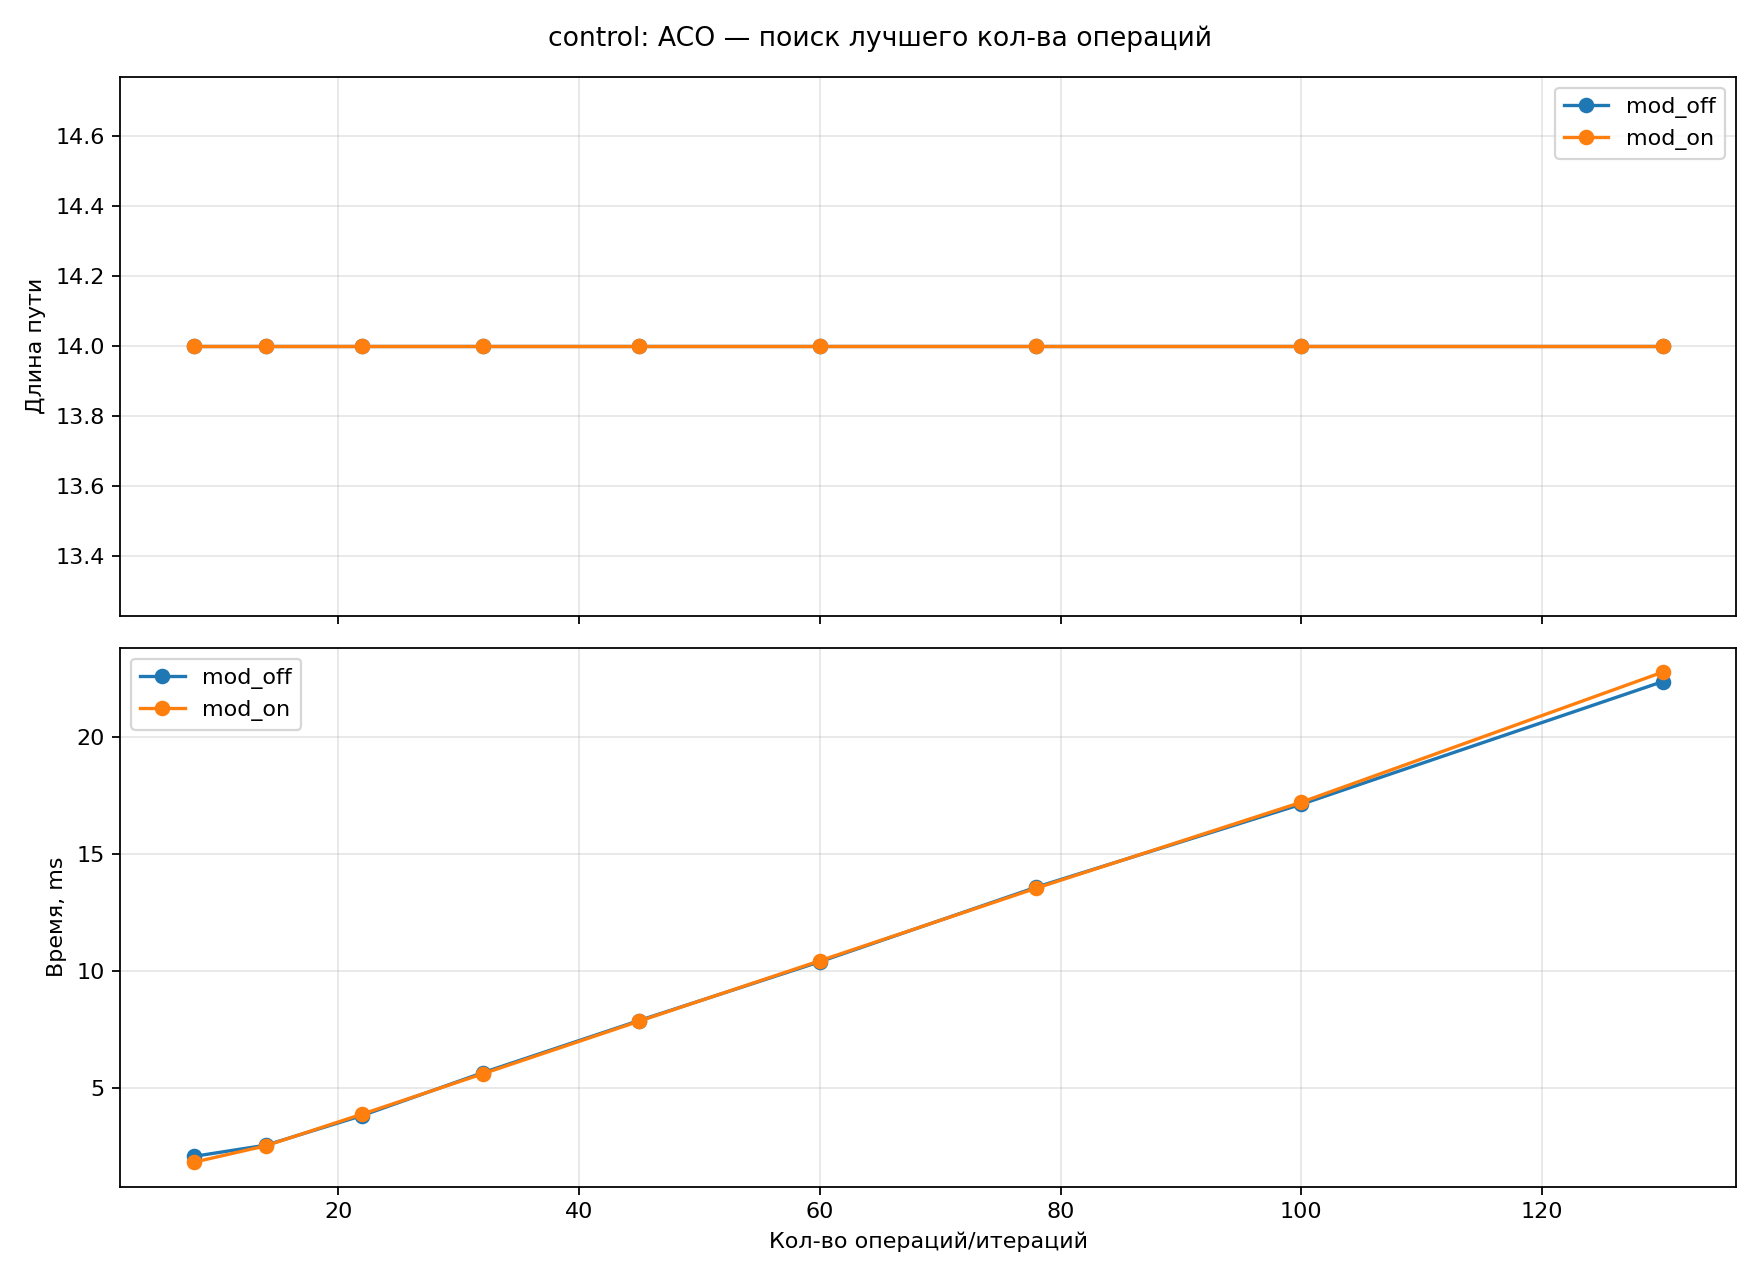 control: ACO — поиск лучшего кол-ва операций
Длина пути
14.6
14.4
14.2
14.0
13.8
13.6
13.4
mod_off
mod_on
Время, ms
20
15
10
5
mod_off
mod_on
20 40 60 80 100 120
Кол-во операций/итераций